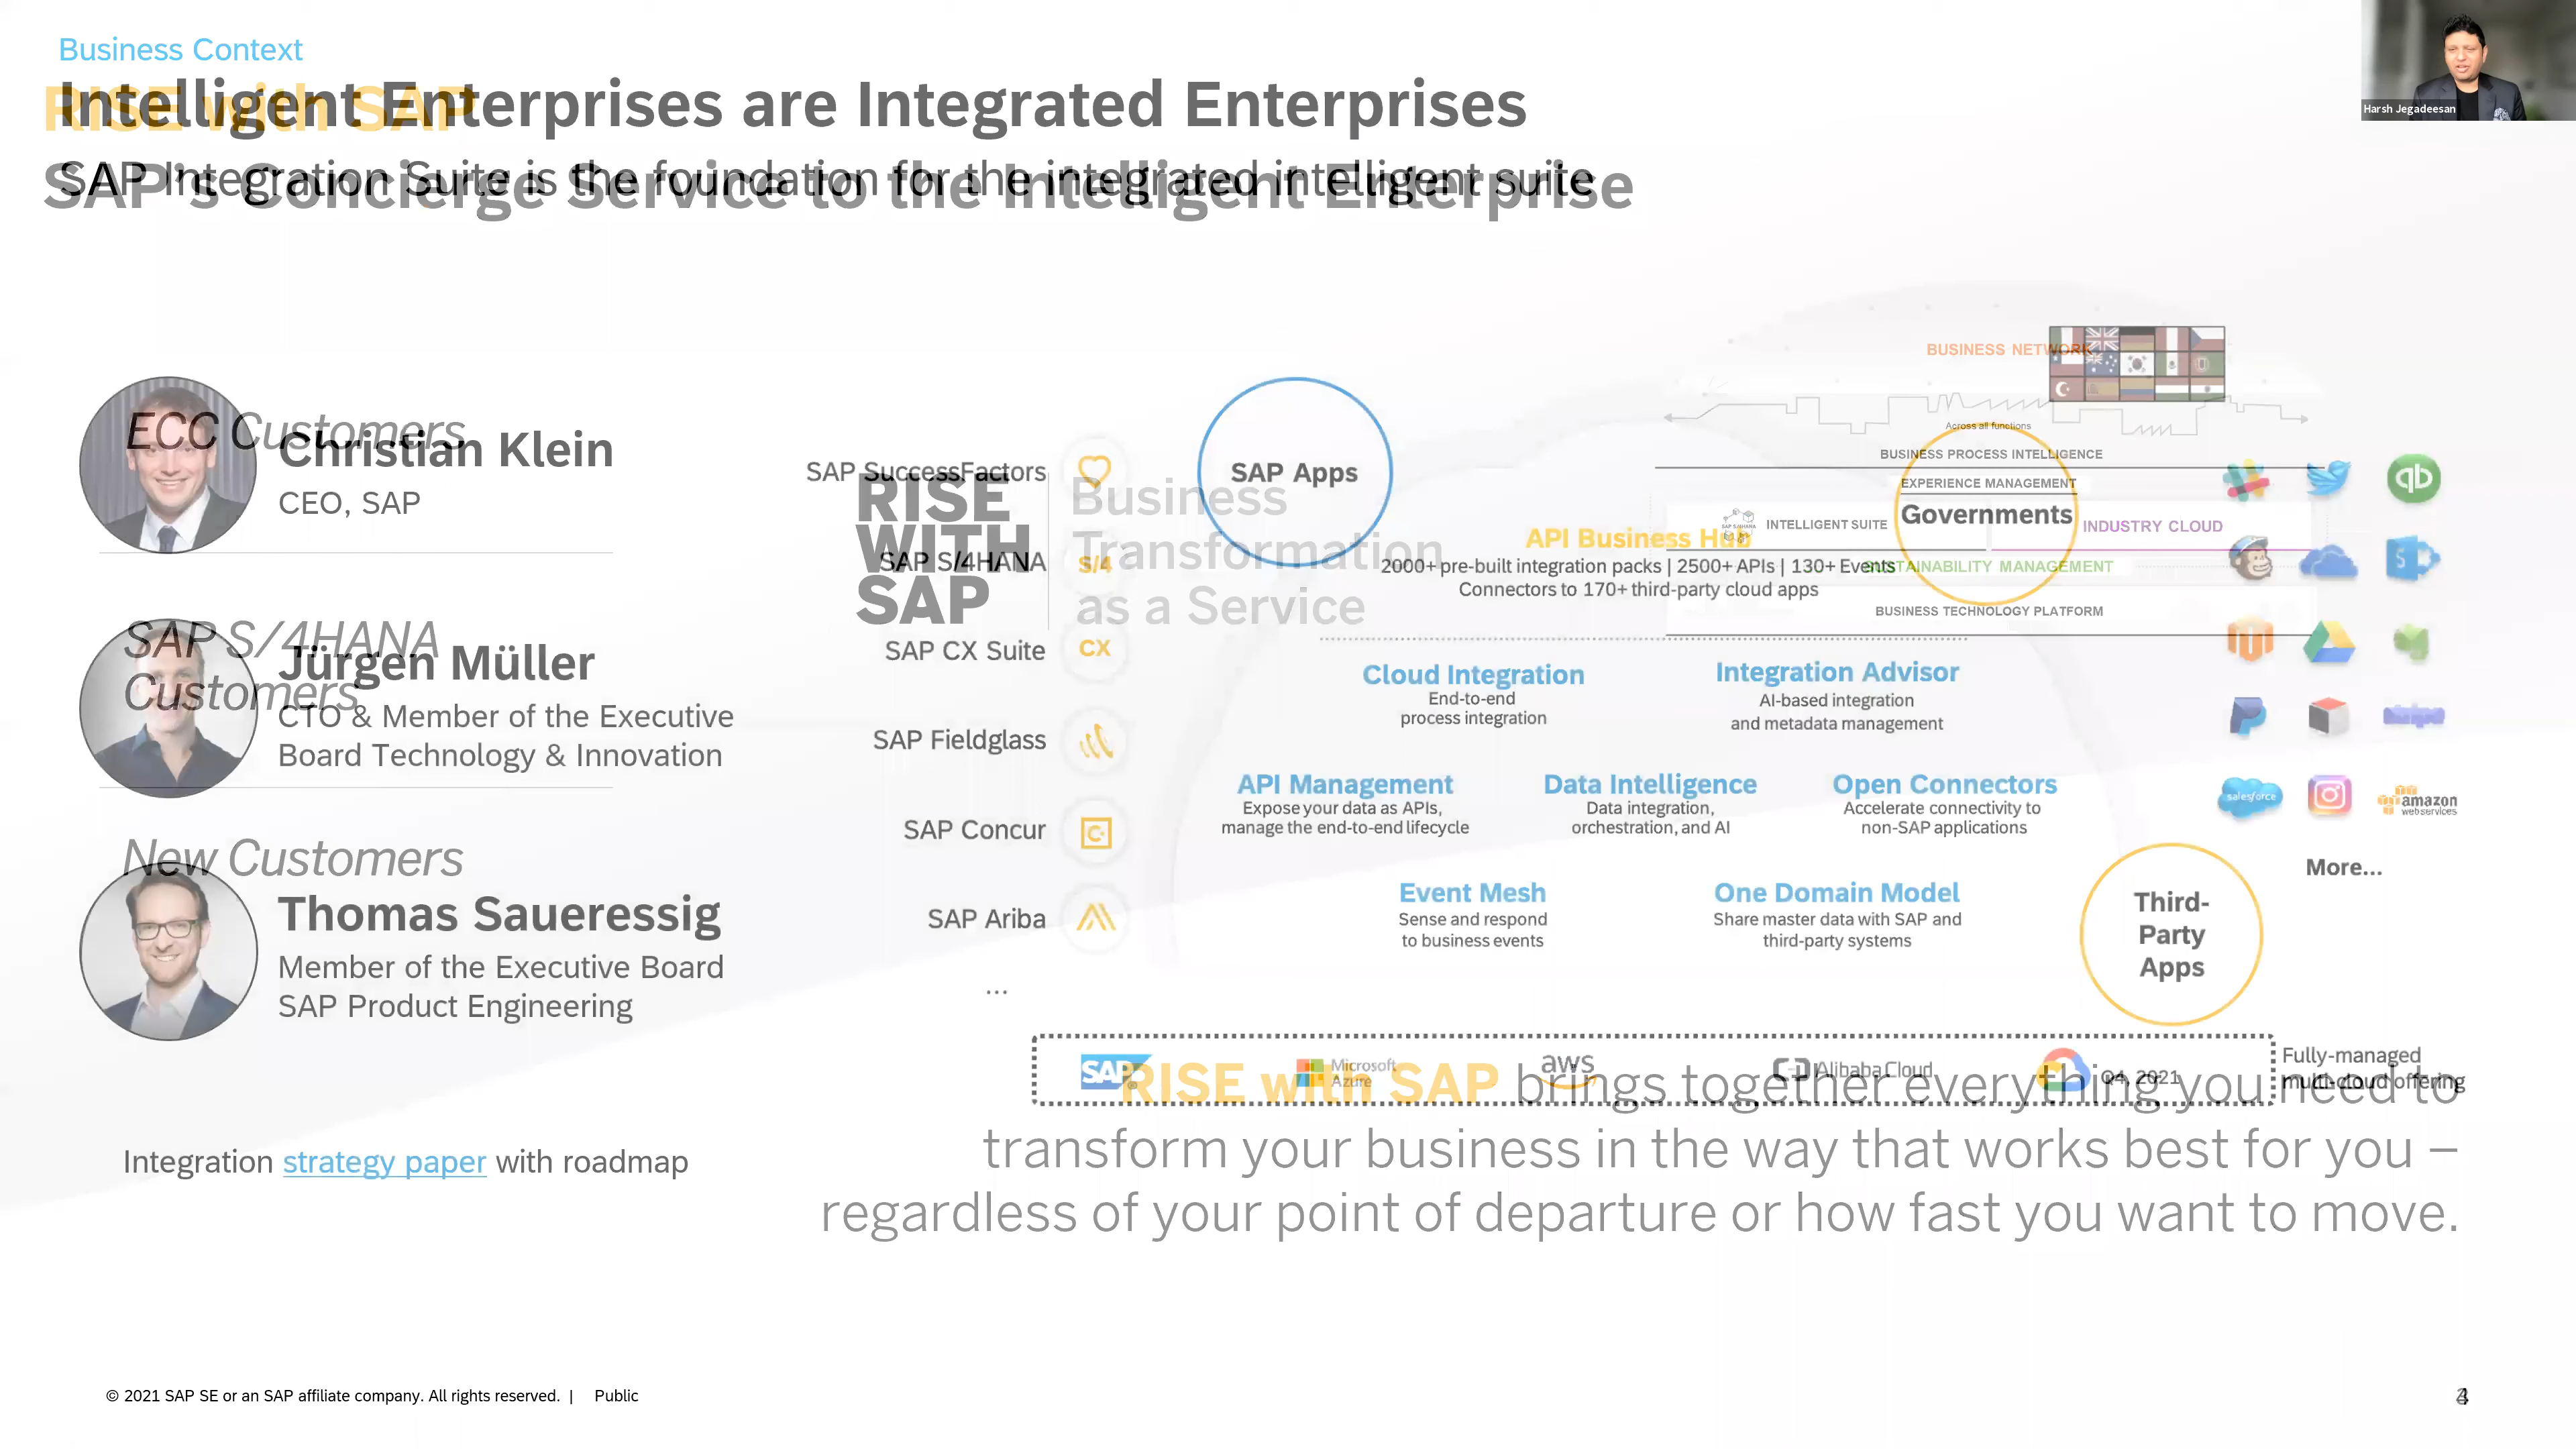 Business Context
Intelligent Enterprises are Integrated Enterprises
RISE with SAP
SAP Integration Suite is the foundation for the integrated intelligent suite
SAP's Concierge Service to the Intelligent Enterprise
Harsh Jegadeesan
ECC Customers
Christian Klein
CEO, SAP
SAP S/4HANA
Customers
Jürgen Müller
CTO & Member of the Executive
Board Technology & Innovation
New Customers
Thomas Saueressig
Member of the Executive Board
SAP Product Engineering
Integration strategy paper with roadmap
SAP SuccessFactors
SAP S/4HANA
S/4
SAP CX Suite
CX
SAP Fieldglass
SAP Concur
SAP Ariba
...
RISE
WITH
SAP
Business
Transformation
as a Service
SAP Apps
API Business Hub
2000+ pre-built integration packs | 2500+ APIs | 130+ Events
Connectors to 170+ third-party cloud apps
Cloud Integration
End-to-end
process integration
Integration Advisor
AI-based integration
and metadata management
API Management
Expose your data as APIs,
manage the end-to-end lifecycle
Data Intelligence
Data integration,
orchestration, and AI
Open Connectors
Accelerate connectivity to
non-SAP applications
Event Mesh
Sense and respond
to business events
One Domain Model
Share master data with SAP and
third-party systems
BUSINESS NETWORK
Across all functions
BUSINESS PROCESS INTELLIGENCE
EXPERIENCE MANAGEMENT
Governments
INTELLIGENT SUITE
INDUSTRY CLOUD
SUSTAINABILITY MANAGEMENT
BUSINESS TECHNOLOGY PLATFORM
qb
salesforce
amazon
webservices
More...
Third-
Party
Apps
SAP
Microsoft
Azure
aws
Alibaba Cloud
Q4, 2021
Fully-managed
multi-cloud offering
RISE with SAP brings together everything you need to
transform your business in the way that works best for you –
regardless of your point of departure or how fast you want to move.
© 2021 SAP SE or an SAP affiliate company. All rights reserved. | Public